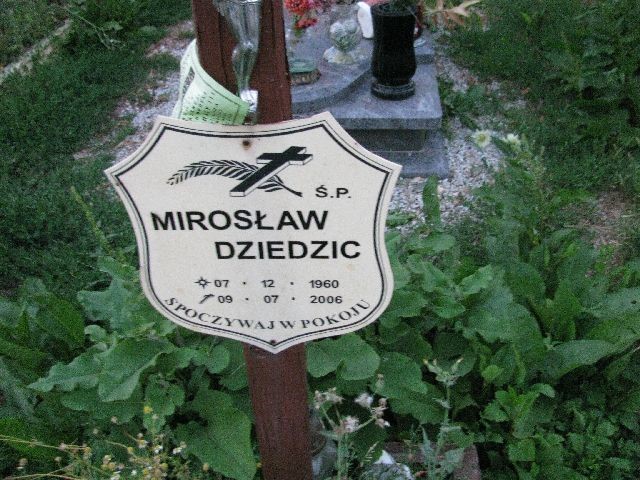 Ś.P.
MIROSŁAW
DZIEDZIC
07 · 12 · 1960
09 · 07 · 2006
SPOCZYWAJ W POKOJU